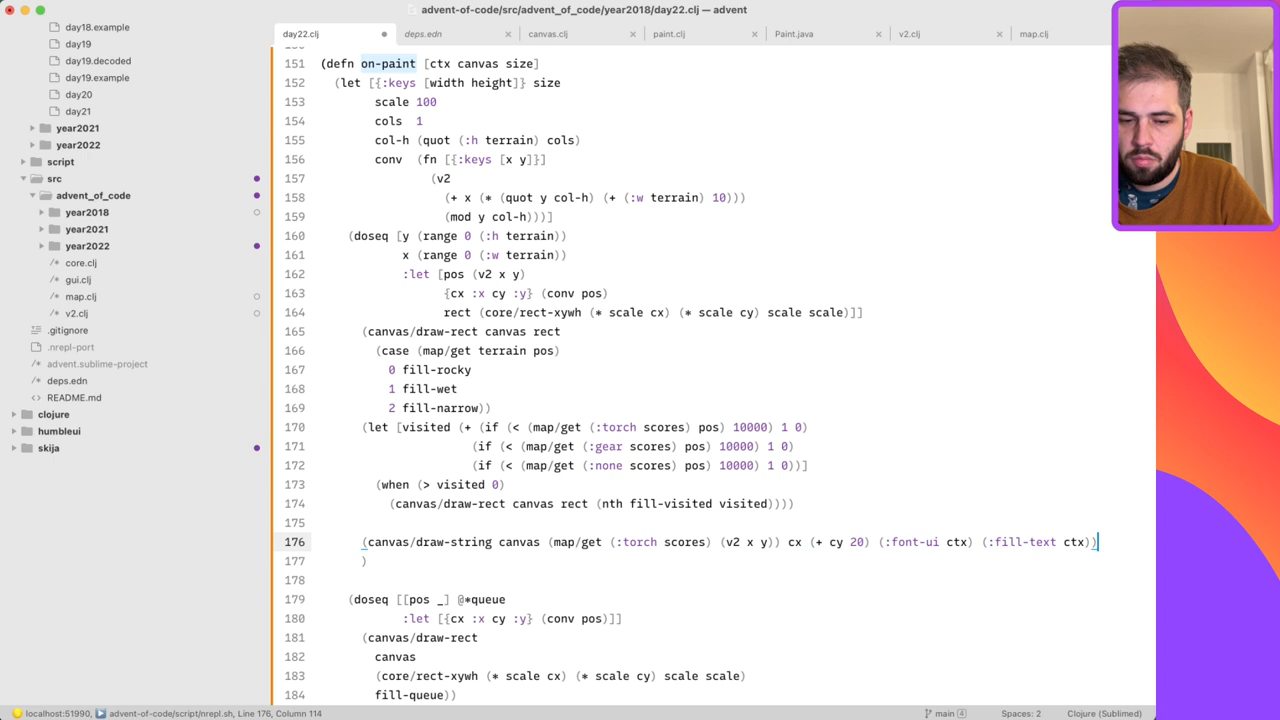 advent-of-code/src/advent_of_code/year2018/day22.clj — advent
day22.clj
deps.edn
canvas.clj
paint.clj
Paint.java
v2.clj
map.clj
day18.example
day19
day19.decoded
day19.example
day20
day21
year2021
year2022
script
src
advent_of_code
year2018
year2021
year2022
core.clj
gui.clj
map.clj
v2.clj
.gitignore
.nrepl-port
advent.sublime-project
deps.edn
README.md
clojure
humbleui
skija
151 (defn on-paint [ctx canvas size]
152 (let [{:keys [width height]} size
153 scale 100
154 cols 1
155 col-h (quot (:h terrain) cols)
156 conv (fn [{:keys [x y]}]
157 (v2
158 (+ x (* (quot y col-h) (+ (:w terrain) 10)))
159 (mod y col-h)))]
160 (doseq [y (range 0 (:h terrain))
161 x (range 0 (:w terrain))
162 :let [pos (v2 x y)
163 {cx :x cy :y} (conv pos)
164 rect (core/rect-xywh (* scale cx) (* scale cy) scale scale)]]
165 (canvas/draw-rect canvas rect
166 (case (map/get terrain pos)
167 0 fill-rocky
168 1 fill-wet
169 2 fill-narrow))
170 (let [visited (+ (if (< (map/get (:torch scores) pos) 10000) 1 0)
171 (if (< (map/get (:gear scores) pos) 10000) 1 0)
172 (if (< (map/get (:none scores) pos) 10000) 1 0))]
173 (when (> visited 0)
174 (canvas/draw-rect canvas rect (nth fill-visited visited))))
175
176 (canvas/draw-string canvas (map/get (:torch scores) (v2 x y)) cx (+ cy 20) (:font-ui ctx) (:fill-text ctx))
177 )
178
179 (doseq [[pos _] @*queue
180 :let [{cx :x cy :y} (conv pos)]]
181 (canvas/draw-rect
182 canvas
183 (core/rect-xywh (* scale cx) (* scale cy) scale scale)
184 fill-queue))
localhost:51990, advent-of-code/script/nrepl.sh, Line 176, Column 114
main 4
Spaces: 2
Clojure (Sublimed)